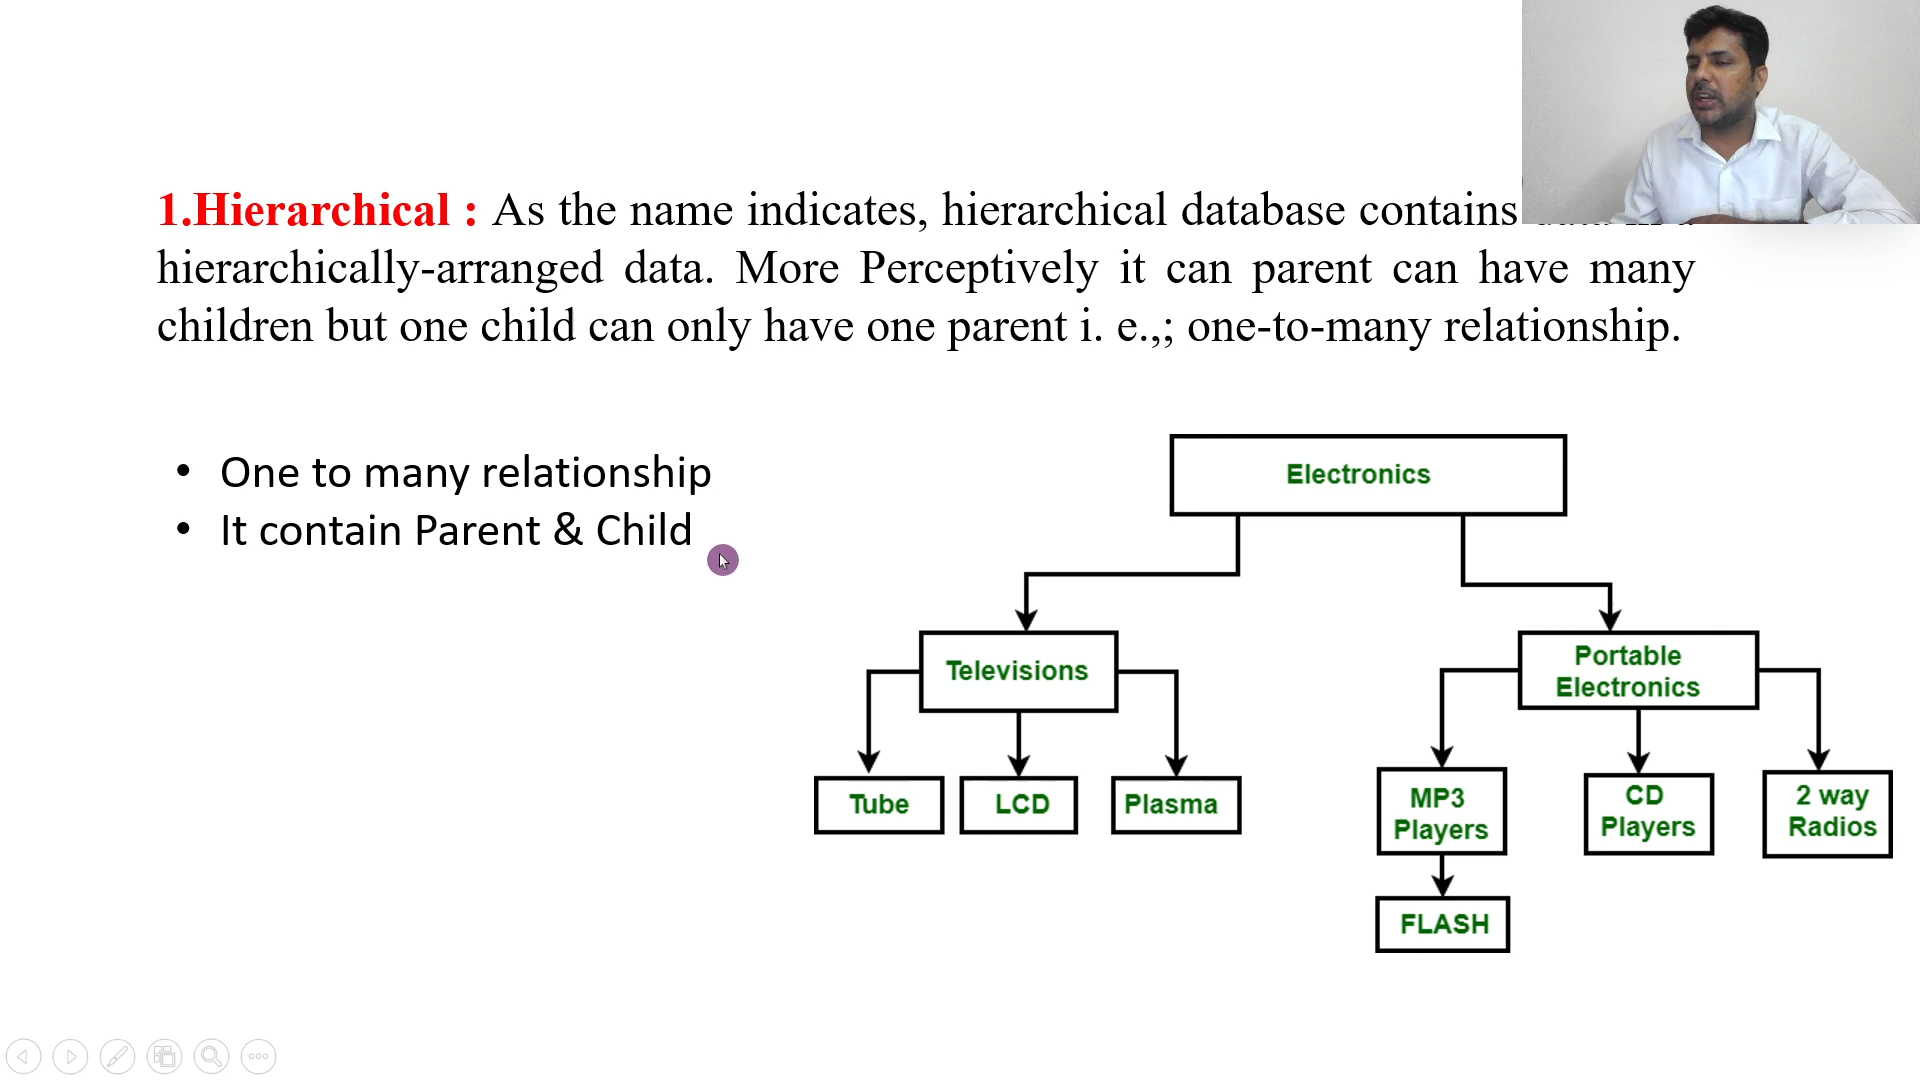 1.Hierarchical : As the name indicates, hierarchical database contains
hierarchically-arranged data. More Perceptively it can parent can have many
children but one child can only have one parent i. e.,; one-to-many relationship.
• One to many relationship
• It contain Parent & Child
Electronics
Televisions
Portable
Electronics
Tube
LCD
Plasma
MP3
Players
CD
Players
2 way
Radios
FLASH